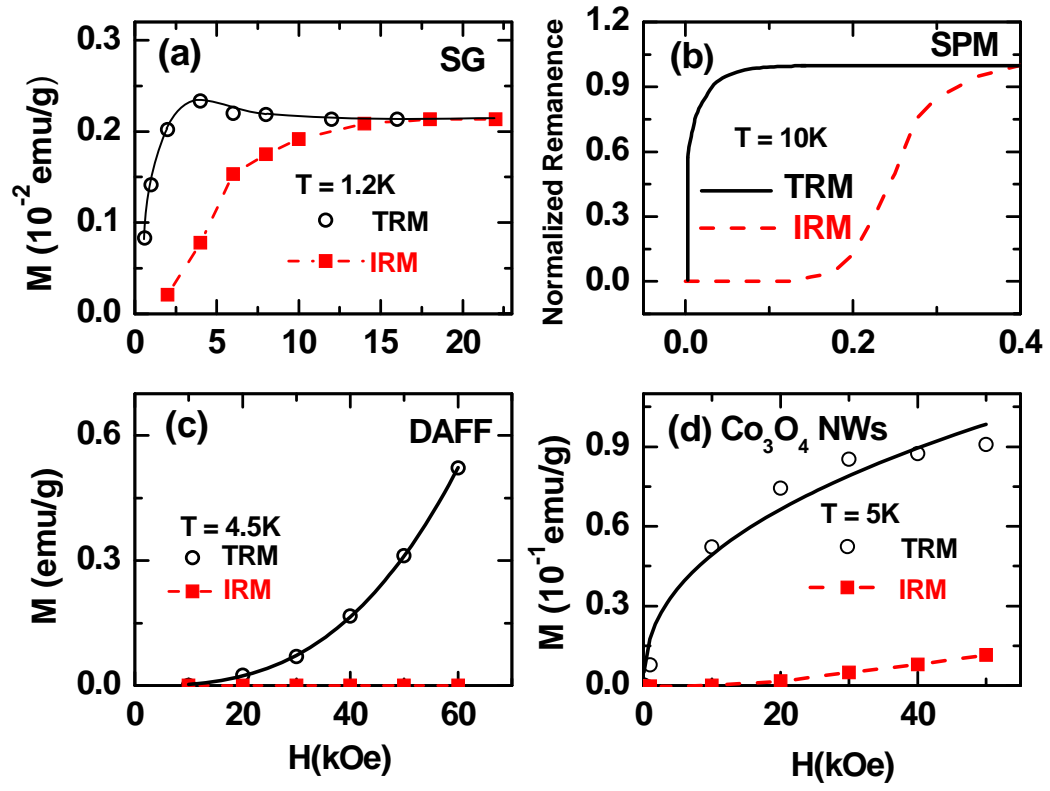 (a)
SG
0.3
0.2
0.1
0.0
M (10⁻² emu/g)
T = 1.2K
TRM
IRM
0 5 10 15 20
(b)
SPM
1.2
0.9
0.6
0.3
0.0
Normalized Remanence
T = 10K
TRM
IRM
0.0 0.2 0.4
(c)
DAFF
0.6
0.3
0.0
M (emu/g)
T = 4.5K
TRM
IRM
20 40 60
H(kOe)
(d) Co₃O₄ NWs
0.9
0.6
0.3
0.0
M (10⁻¹ emu/g)
T = 5K
TRM
IRM
0 20 40
H(kOe)